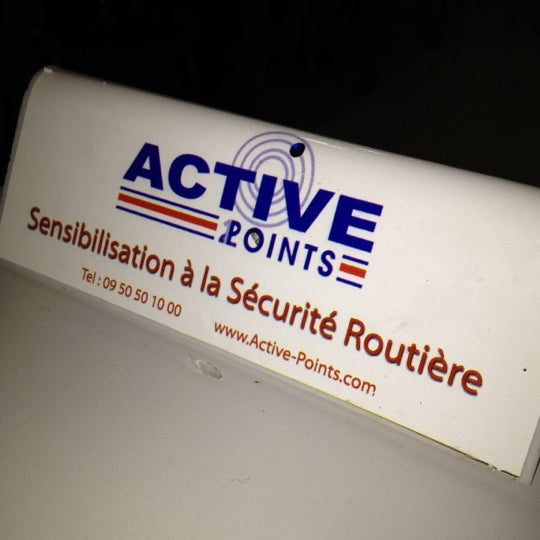 ACTIVE
POINTS
Sensibilisation à la Sécurité Routière
Tel : 09 50 50 10 00 www.Active-Points.com